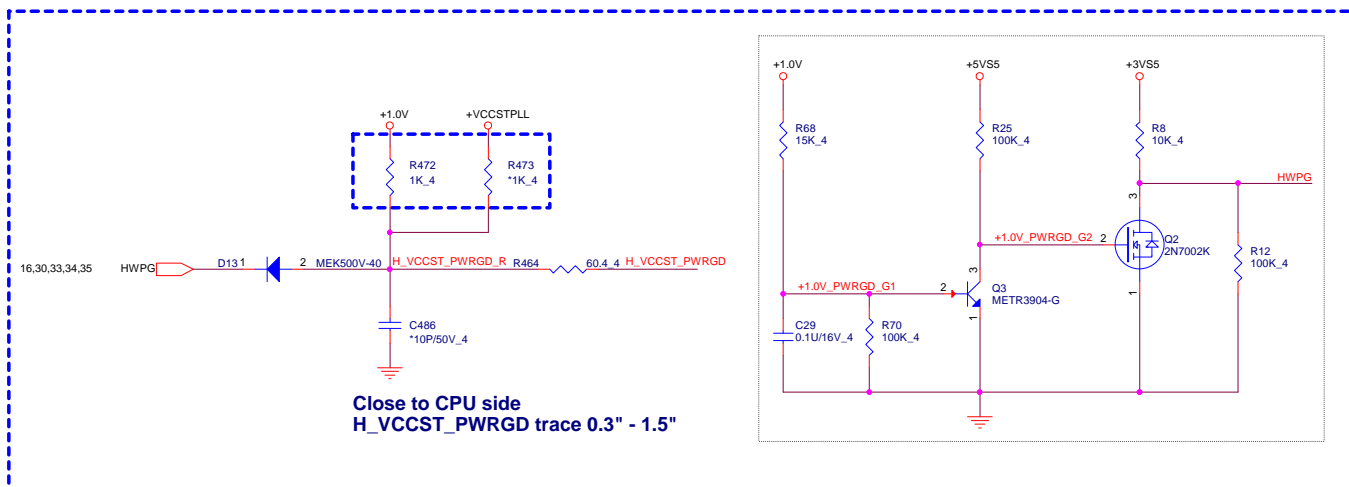 +1.0V
+VCCSTPLL
R472
1K_4
R473
*1K_4
16,30,33,34,35
HWPG
D13
1
2
MEK500V-40
H_VCCST_PWRGD_R
R464
60.4_4
H_VCCST_PWRGD
C486
*10P/50V_4
Close to CPU side
H_VCCST_PWRGD trace 0.3" - 1.5"
+1.0V
+5VS5
+3VS5
R68
15K_4
R25
100K_4
R8
10K_4
HWPG
3
+1.0V_PWRGD_G2
2
Q2
2N7002K
1
R12
100K_4
+1.0V_PWRGD_G1
2
3
Q3
METR3904-G
1
C29
0.1U/16V_4
R70
100K_4